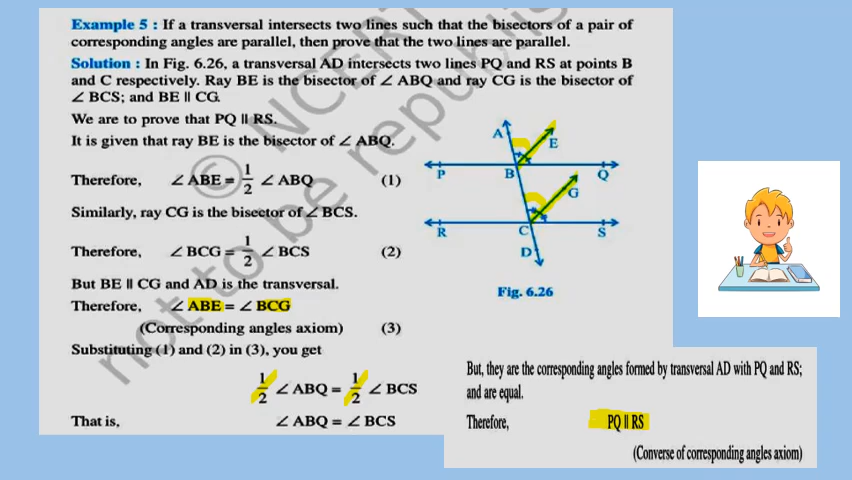 Example 5 : If a transversal intersects two lines such that the bisectors of a pair of
corresponding angles are parallel, then prove that the two lines are parallel.
Solution : In Fig. 6.26, a transversal AD intersects two lines PQ and RS at points B
and C respectively. Ray BE is the bisector of ∠ ABQ and ray CG is the bisector of
∠ BCS; and BE || CG.
We are to prove that PQ || RS.
It is given that ray BE is the bisector of ∠ ABQ.
Therefore, ∠ ABE = 1/2 ∠ ABQ (1)
Similarly, ray CG is the bisector of ∠ BCS.
Therefore, ∠ BCG = 1/2 ∠ BCS (2)
But BE || CG and AD is the transversal.
Therefore, ∠ ABE = ∠ BCG
(Corresponding angles axiom) (3)
Substituting (1) and (2) in (3), you get
1/2 ∠ ABQ = 1/2 ∠ BCS
That is, ∠ ABQ = ∠ BCS
A
E
P
B
Q
G
R
C
S
D
Fig. 6.26
But, they are the corresponding angles formed by transversal AD with PQ and RS;
and are equal.
Therefore, PQ || RS
(Converse of corresponding angles axiom)
© NCERT
not to be republi